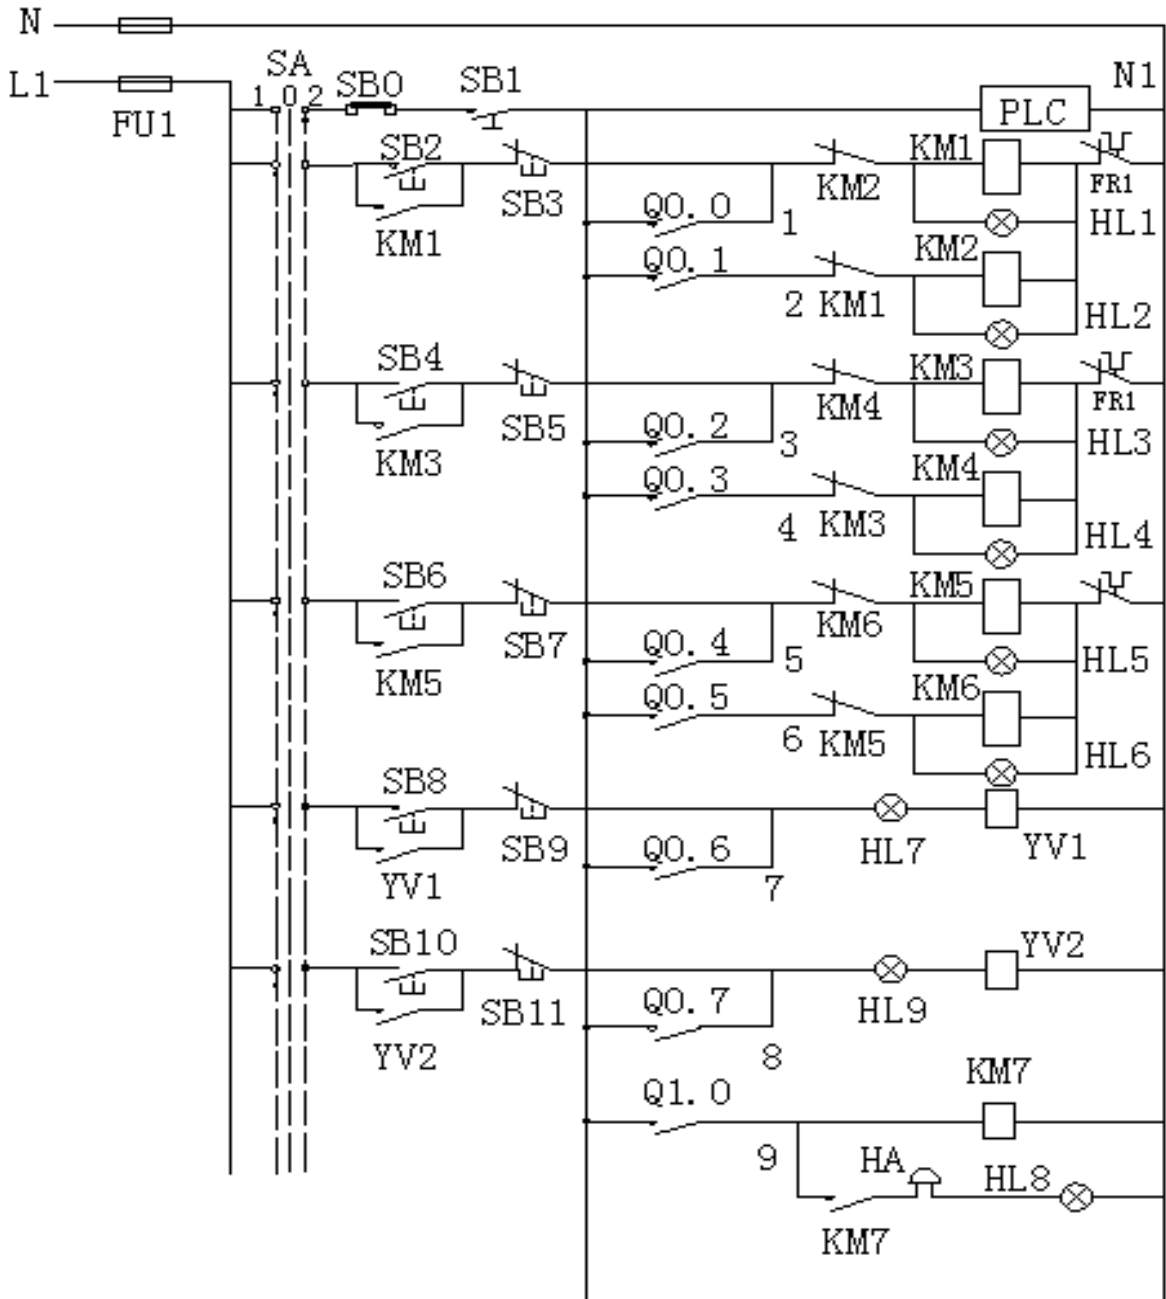 N
L1
FU1
SA
1 0 2
SB0
SB1
PLC
N1
SB2
SB3
KM1
Q0.0
1
KM2
KM1
FR1
HL1
Q0.1
2
KM1
KM2
HL2
SB4
SB5
KM3
Q0.2
3
KM4
KM3
FR1
HL3
Q0.3
4
KM3
KM4
HL4
SB6
SB7
KM5
Q0.4
5
KM6
KM5
HL5
Q0.5
6
KM5
KM6
HL6
SB8
SB9
YV1
Q0.6
7
HL7
YV1
SB10
SB11
YV2
Q0.7
8
HL9
YV2
Q1.0
9
KM7
HA
HL8
KM7